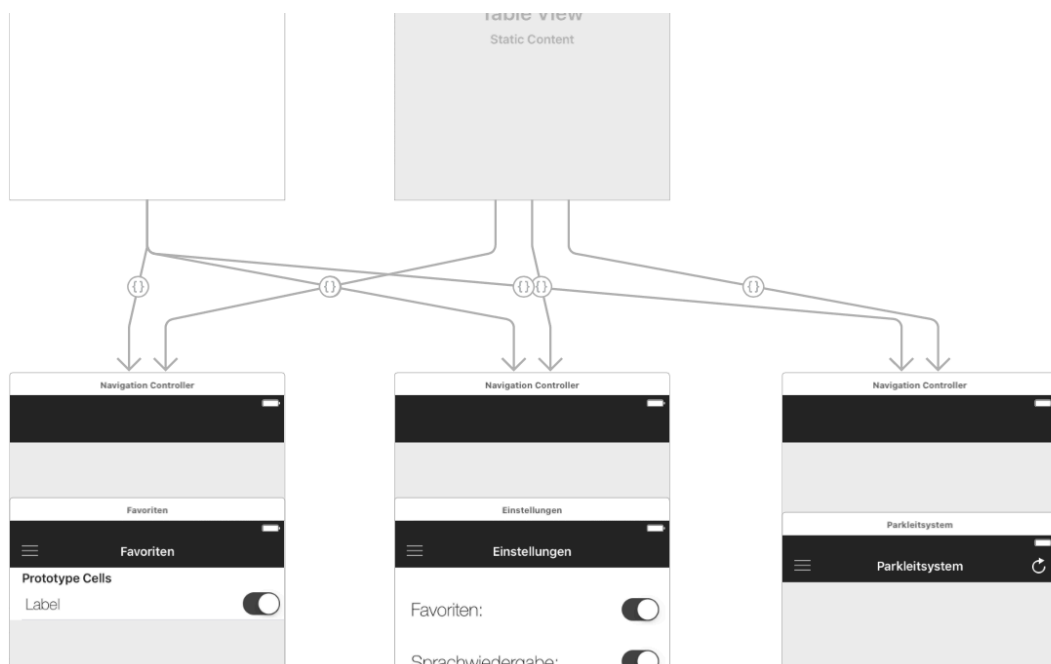 Table View
Static Content
{}
{}
{}
{}
{}
Navigation Controller
Navigation Controller
Navigation Controller
Favoriten
Favoriten
Prototype Cells
Label
Einstellungen
Einstellungen
Favoriten:
Sprachwiedergabe:
Parkleitsystem
Parkleitsystem